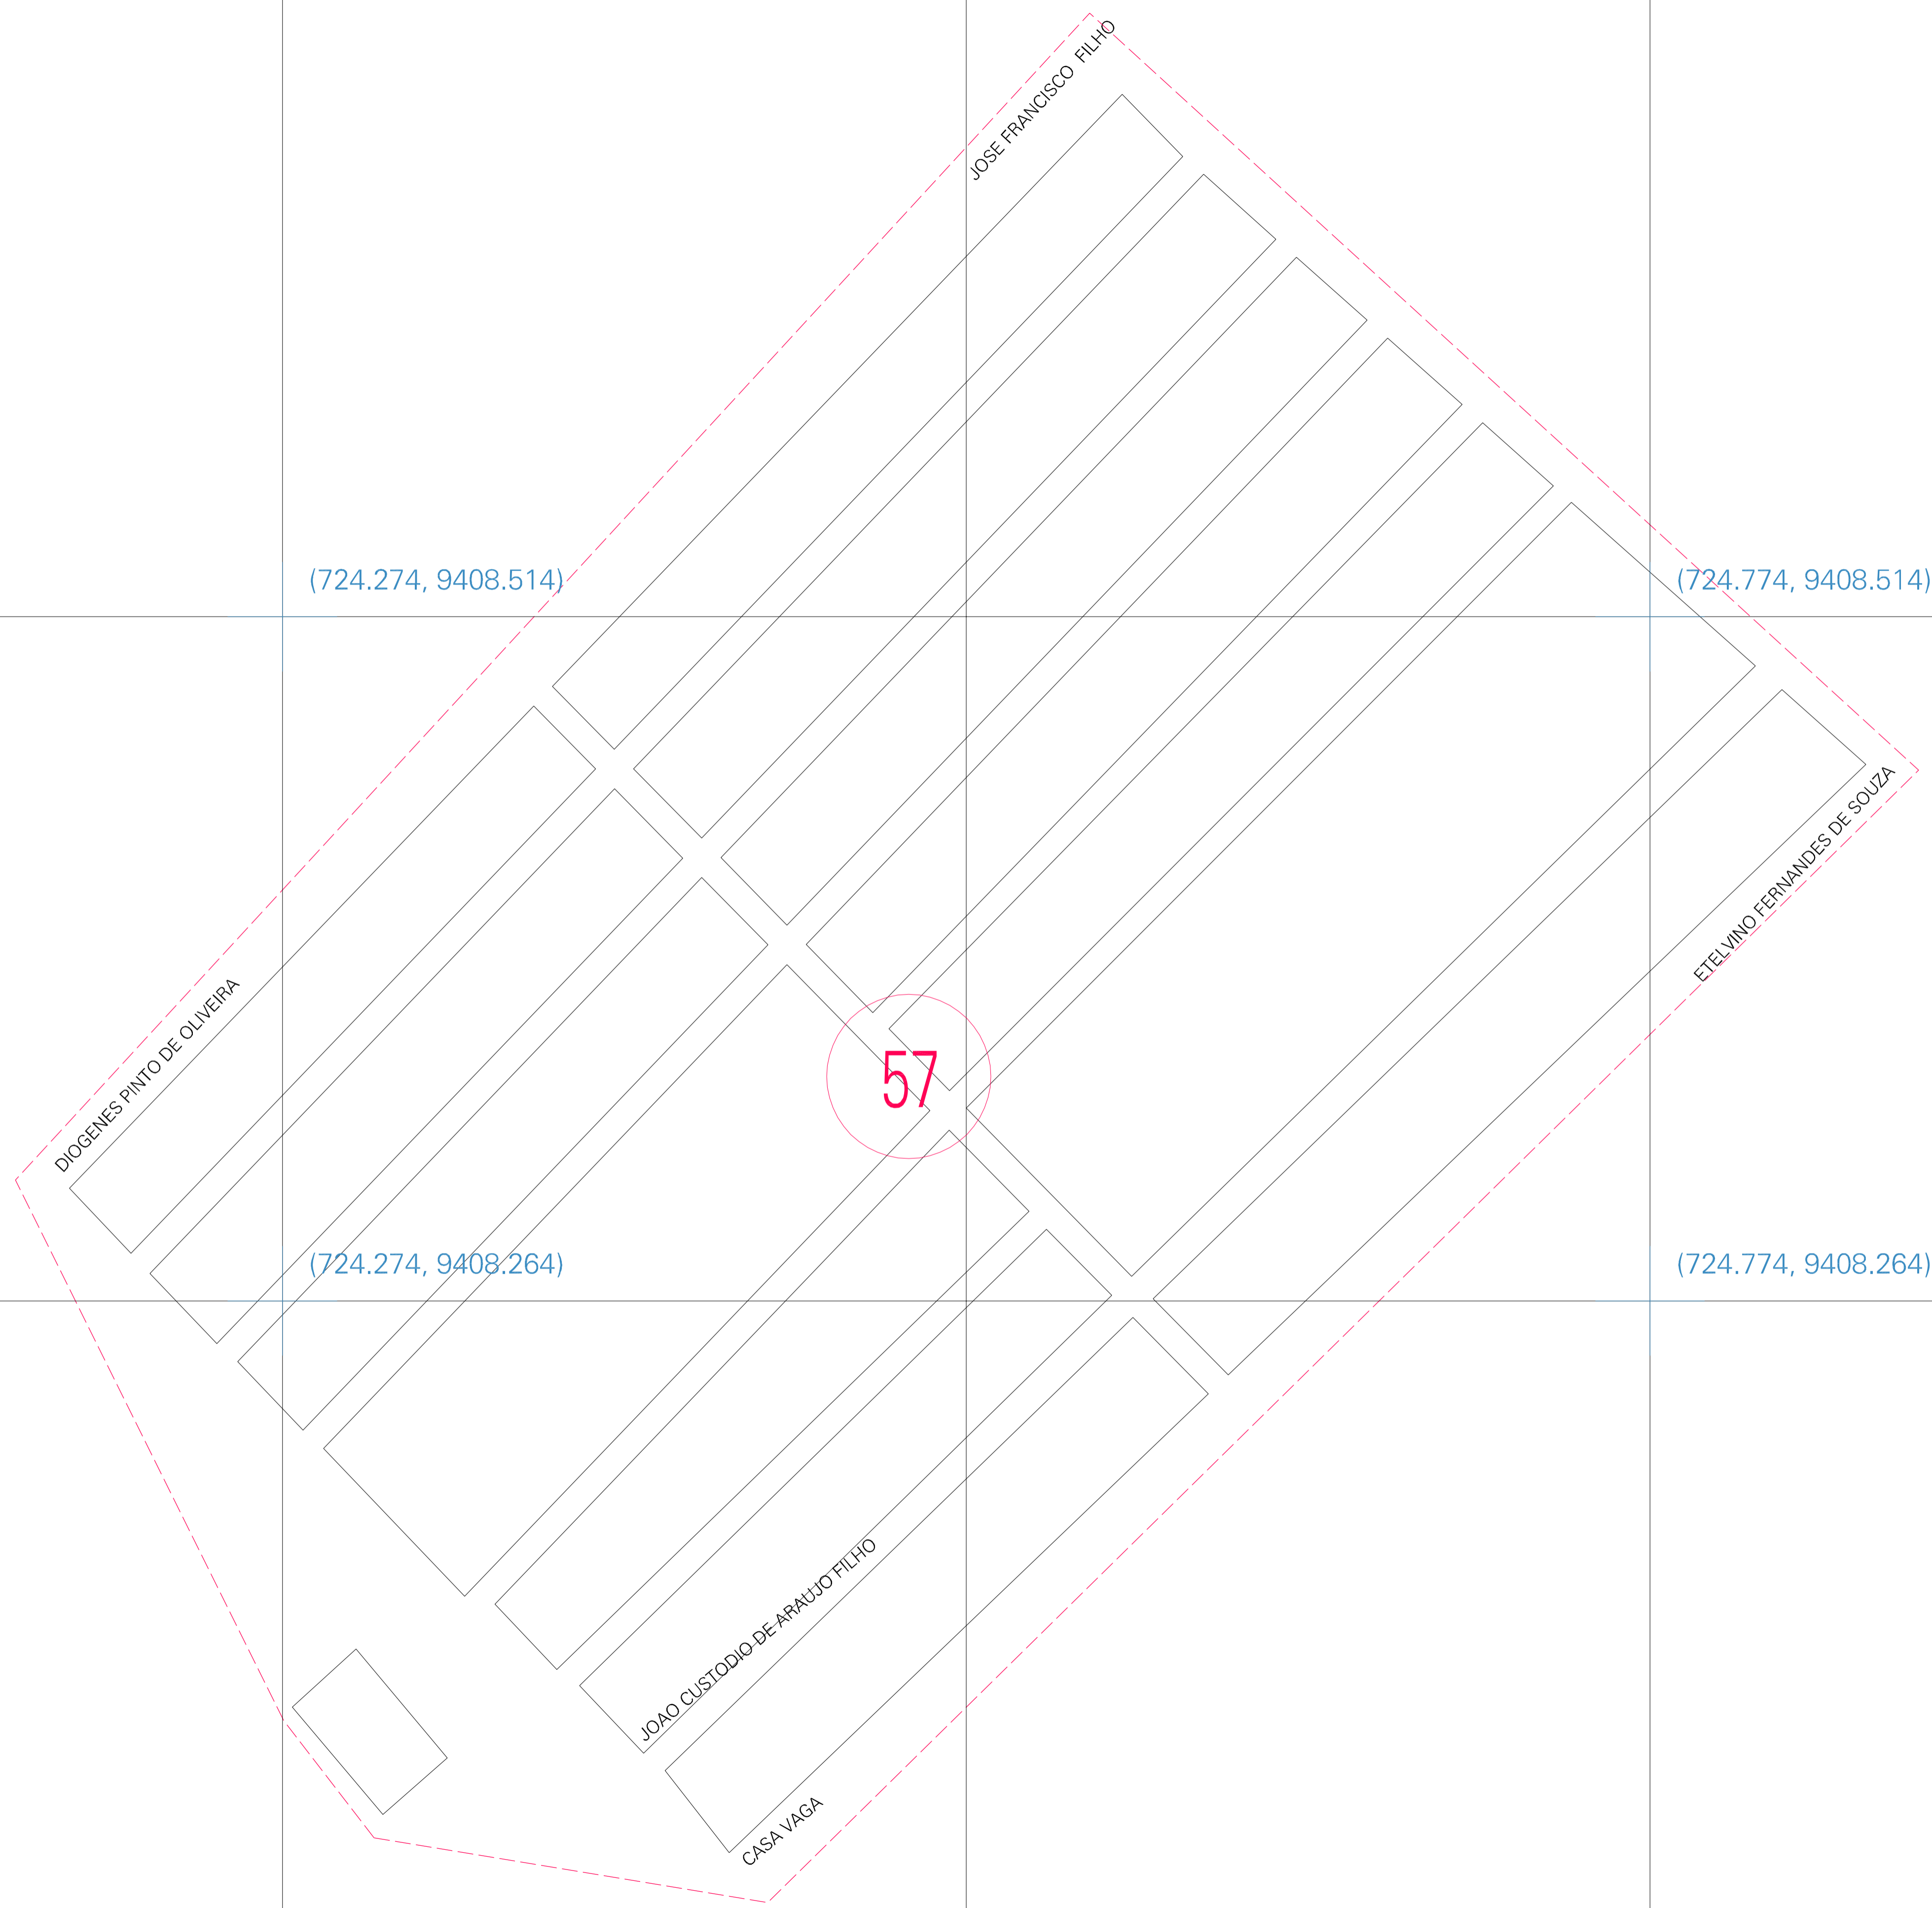 JOSE FRANCISCO FILHO
(724.274, 9408.514)
(724.774, 9408.514)
ETELVINO FERNANDES DE SOUZA
DIOGENES PINTO DE OLIVEIRA
57
(724.274, 9408.264)
(724.774, 9408.264)
JOAO CUSTODIO DE ARAUJO FILHO
CASA VAGA